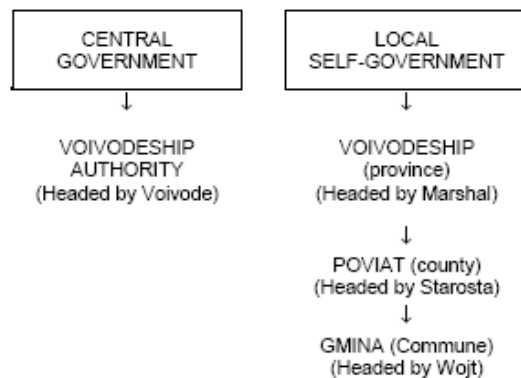 CENTRAL
GOVERNMENT
VOIVODESHIP
AUTHORITY
(Headed by Voivode)
LOCAL
SELF-GOVERNMENT
VOIVODESHIP
(province)
(Headed by Marshal)
POVIAT (county)
(Headed by Starosta)
GMINA (Commune)
(Headed by Wojt)